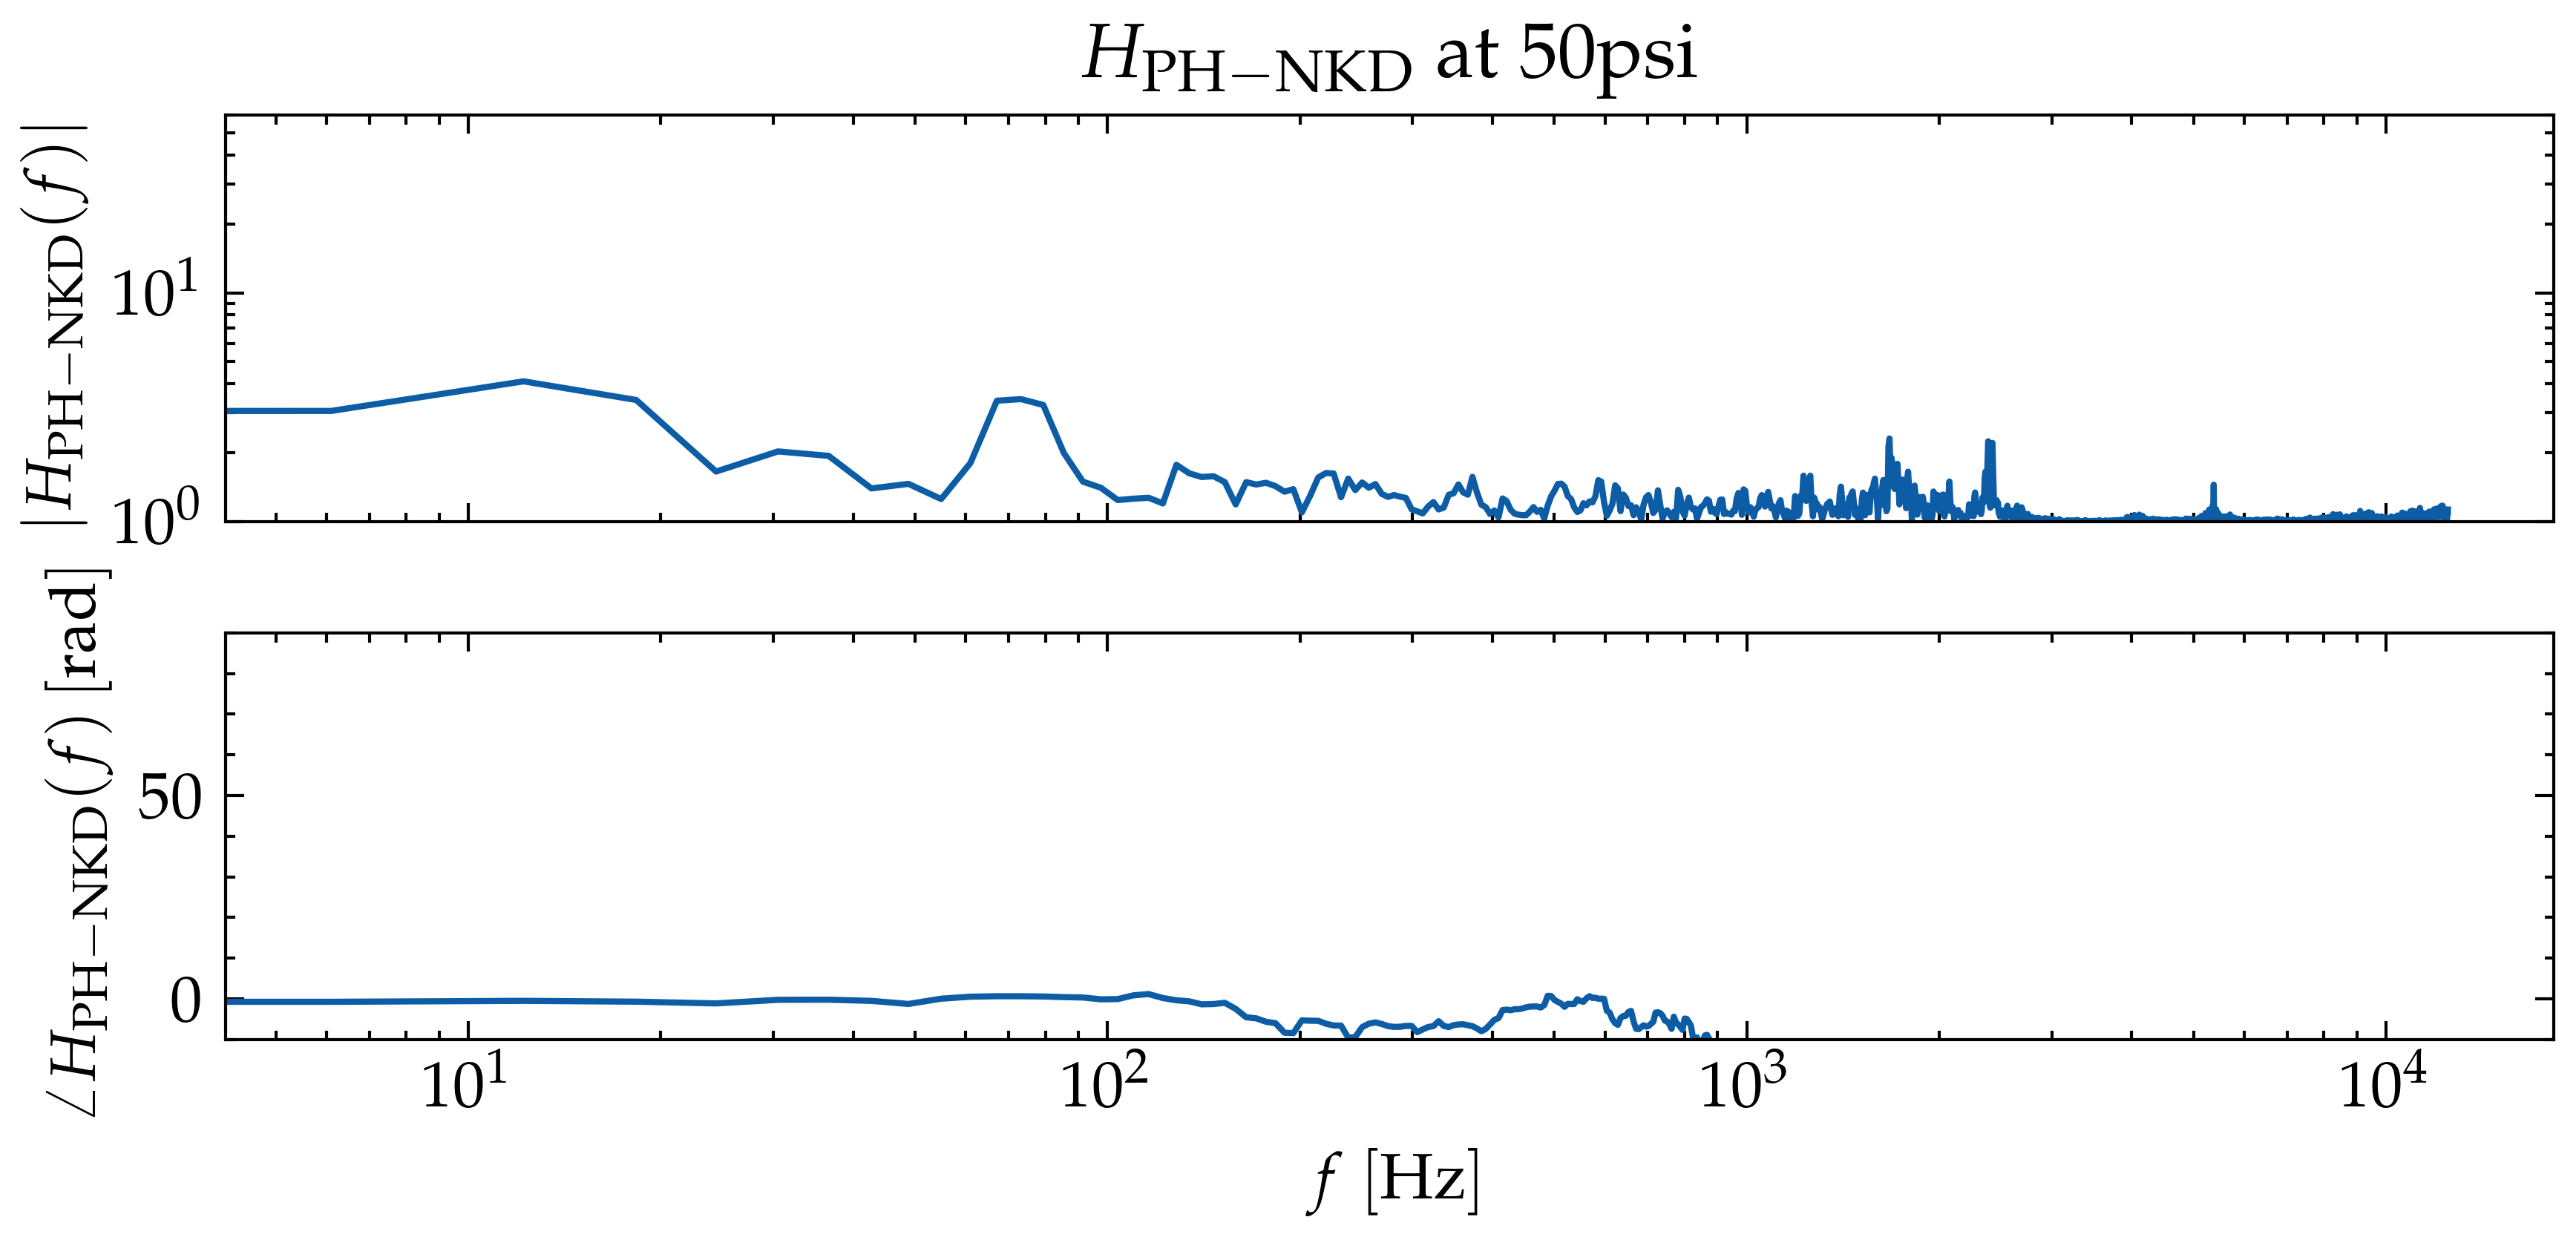 H_PH−NKD at 50psi
|H_PH−NKD(f)|
10^1
10^0
∠H_PH−NKD(f) [rad]
50
0
10^1 10^2 10^3 10^4
f [Hz]